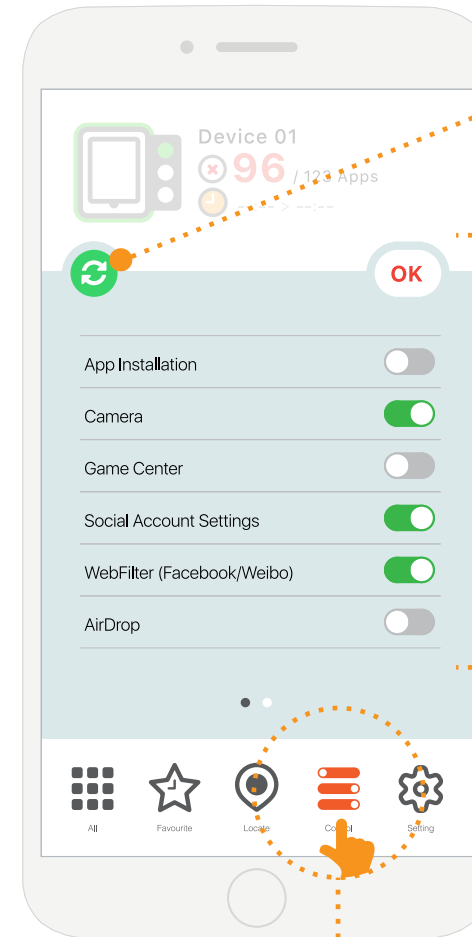 Device 01
96 / 123 Apps
--:-- > --:--
OK
App Installation
Camera
Game Center
Social Account Settings
WebFilter (Facebook/Weibo)
AirDrop
All Favourite Locate Control Setting